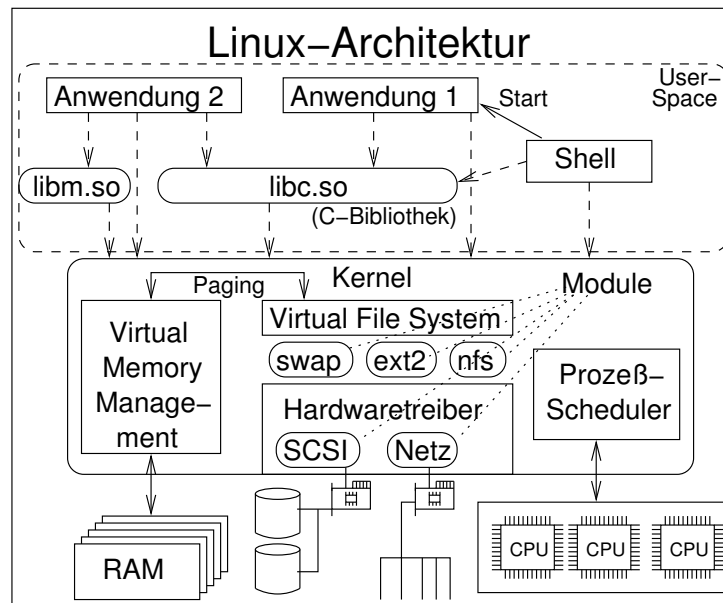 Linux–Architektur
User-
Space
Anwendung 2
Anwendung 1
Start
Shell
libm.so
libc.so
(C–Bibliothek)
Kernel
Module
Paging
Virtual
Memory
Manage–
ment
Virtual File System
swap
ext2
nfs
Hardwaretreiber
SCSI
Netz
Prozeß–
Scheduler
RAM
CPU
CPU
CPU